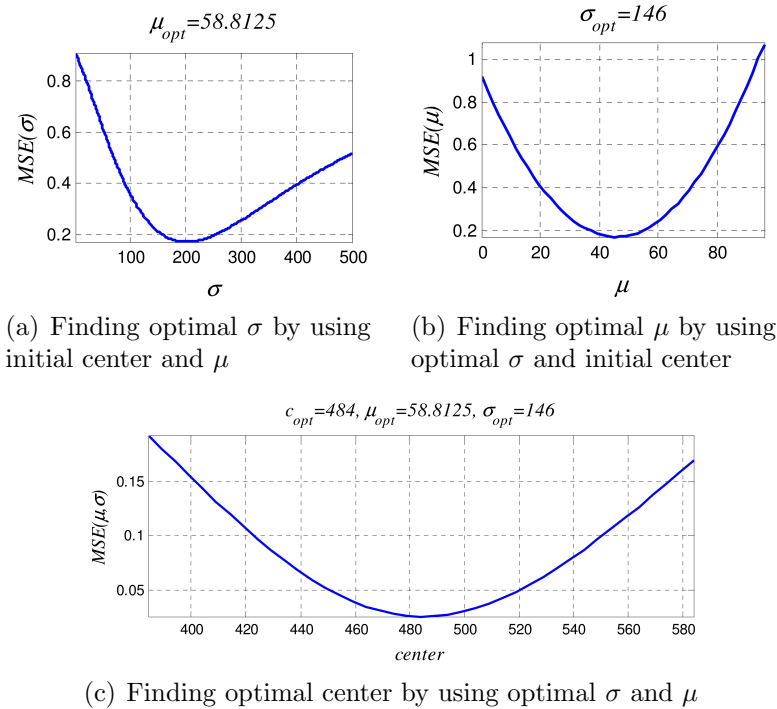 μopt=58.8125
MSE(σ)
0.8
0.6
0.4
0.2
100 200 300 400 500
σ
(a) Finding optimal σ by using
initial center and μ
σopt=146
MSE(μ)
1
0.8
0.6
0.4
0.2
0 20 40 60 80
μ
(b) Finding optimal μ by using
optimal σ and initial center
copt=484, μopt=58.8125, σopt=146
MSE(μ,σ)
0.15
0.1
0.05
400 420 440 460 480 500 520 540 560 580
center
(c) Finding optimal center by using optimal σ and μ